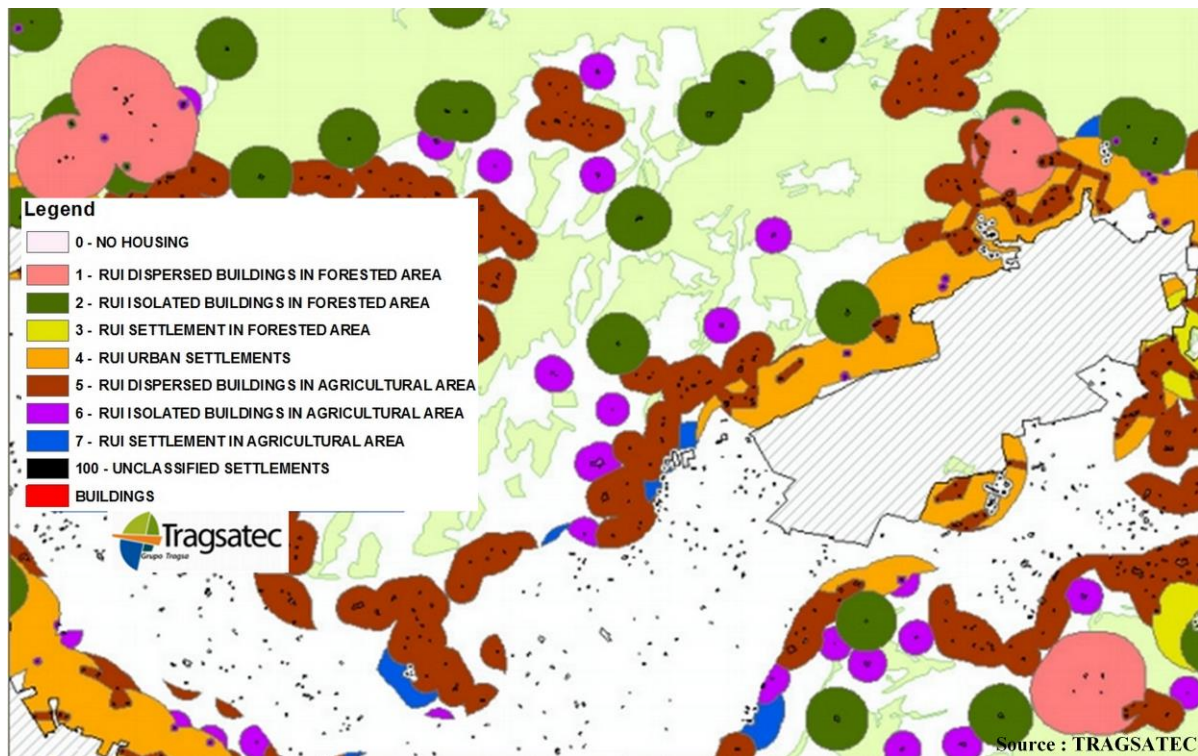 Legend
0 - NO HOUSING
1 - RUI DISPERSED BUILDINGS IN FORESTED AREA
2 - RUI ISOLATED BUILDINGS IN FORESTED AREA
3 - RUI SETTLEMENT IN FORESTED AREA
4 - RUI URBAN SETTLEMENTS
5 - RUI DISPERSED BUILDINGS IN AGRICULTURAL AREA
6 - RUI ISOLATED BUILDINGS IN AGRICULTURAL AREA
7 - RUI SETTLEMENT IN AGRICULTURAL AREA
100 - UNCLASSIFIED SETTLEMENTS
BUILDINGS
Tragsatec
Grupo Tragsa
Source : TRAGSATEC